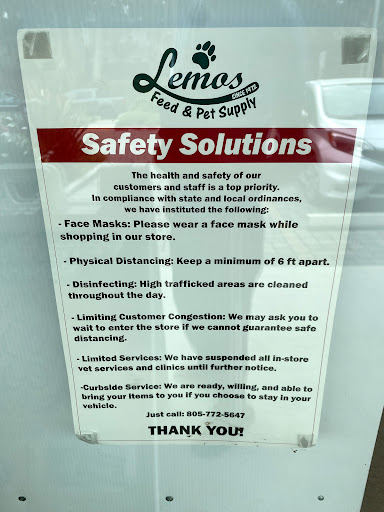 Lemos
SINCE 1975
Feed & Pet Supply
Safety Solutions
The health and safety of our
customers and staff is a top priority.
In compliance with state and local ordinances,
we have instituted the following:
- Face Masks: Please wear a face mask while
shopping in our store.
- Physical Distancing: Keep a minimum of 6 ft apart.
- Disinfecting: High trafficked areas are cleaned
throughout the day.
- Limiting Customer Congestion: We may ask you to
wait to enter the store if we cannot guarantee safe
distancing.
- Limited Services: We have suspended all in-store
vet services and clinics until further notice.
-Curbside Service: We are ready, willing, and able to
bring your items to you if you choose to stay in your
vehicle.
Just call: 805-772-5647
THANK YOU!